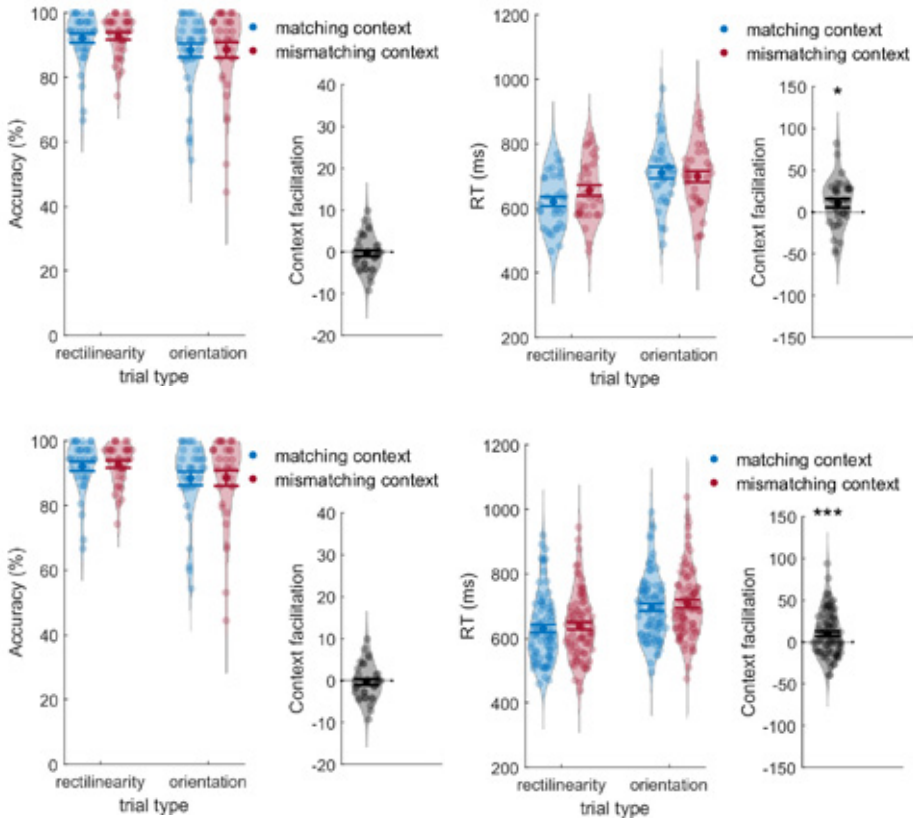 100
80
60
40
20
0
Accuracy (%)
rectilinearity orientation
trial type
matching context
mismatching context
40
30
20
10
0
-10
-20
Context facilitation
1200
1000
800
600
400
200
RT (ms)
rectilinearity orientation
trial type
matching context
mismatching context
*
150
100
50
0
-50
-100
-150
Context facilitation
100
80
60
40
20
0
Accuracy (%)
rectilinearity orientation
trial type
matching context
mismatching context
40
30
20
10
0
-10
-20
Context facilitation
1200
1000
800
600
400
200
RT (ms)
rectilinearity orientation
trial type
matching context
mismatching context
***
150
100
50
0
-50
-100
-150
Context facilitation